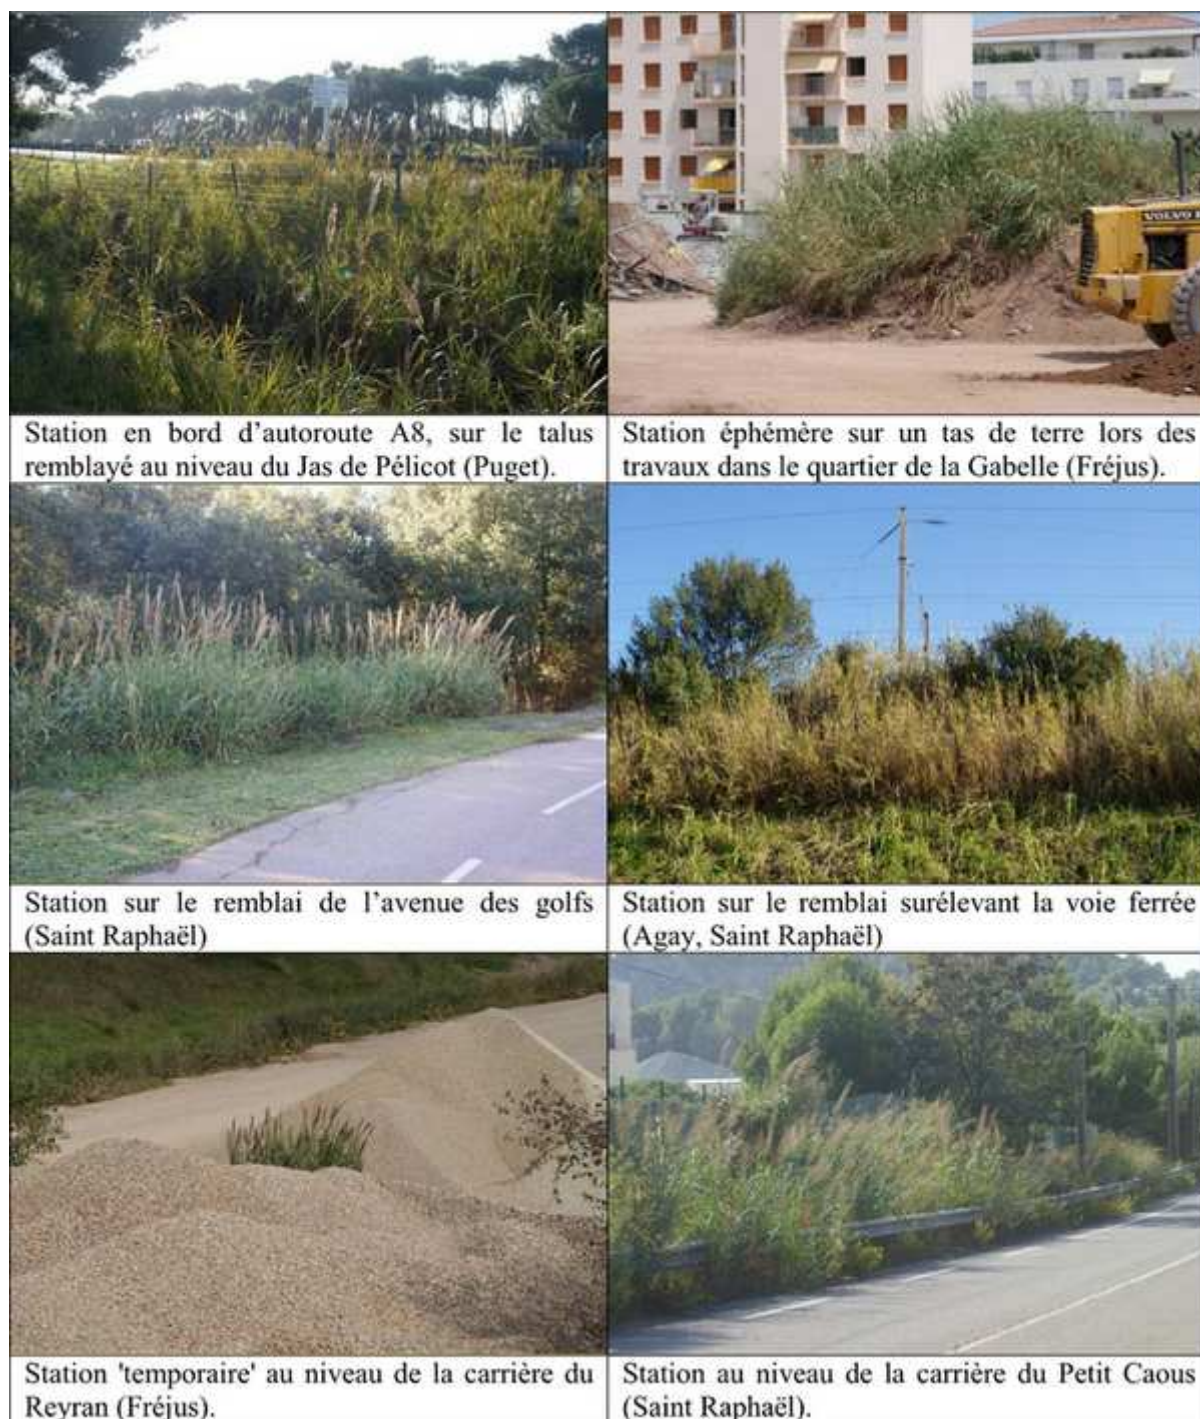 VOLVO
Station en bord d’autoroute A8, sur le talus
remblayé au niveau du Jas de Pélicot (Puget).
Station éphémère sur un tas de terre lors des
travaux dans le quartier de la Gabelle (Fréjus).
Station sur le remblai de l’avenue des golfs
(Saint Raphaël)
Station sur le remblai surélevant la voie ferrée
(Agay, Saint Raphaël)
Station 'temporaire' au niveau de la carrière du
Reyran (Fréjus).
Station au niveau de la carrière du Petit Caous
(Saint Raphaël).